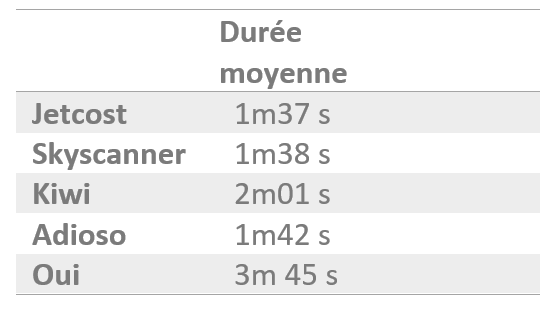 Durée
moyenne
Jetcost 1m37 s
Skyscanner 1m38 s
Kiwi 2m01 s
Adioso 1m42 s
Oui 3m 45 s